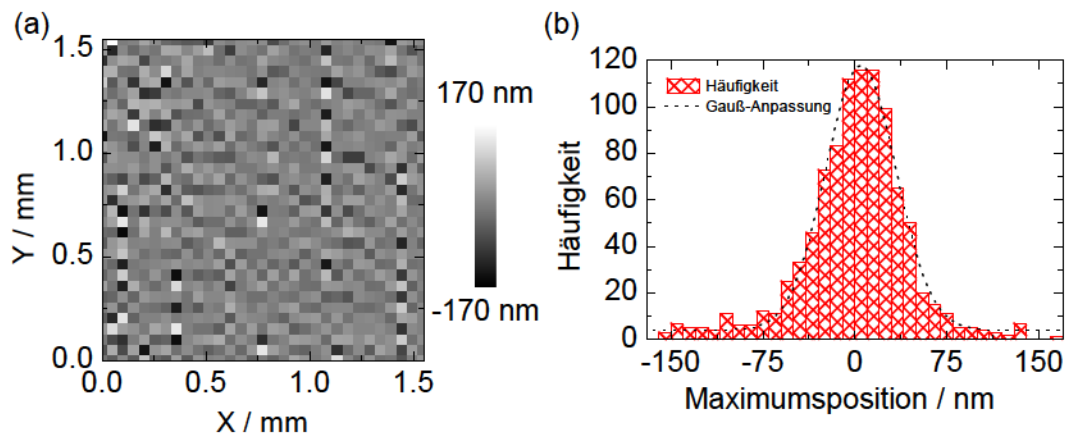 (a)
1.5
1.0
0.5
0.0
Y / mm
0.0 0.5 1.0 1.5
X / mm
170 nm
-170 nm
(b)
120
100
80
60
40
20
0
Häufigkeit
Häufigkeit
Gauß-Anpassung
-150 -75 0 75 150
Maximumsposition / nm